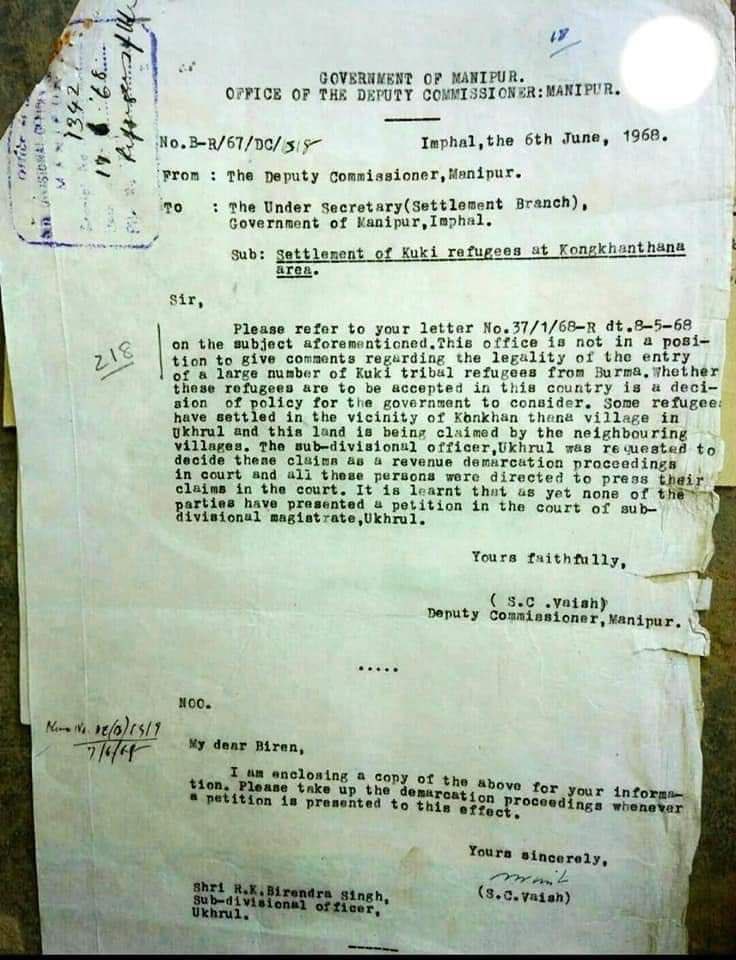 18
GOVERNMENT OF MANIPUR.
OFFICE OF THE DEPUTY COMMISSIONER:MANIPUR.
1342
No.B-R/67/DC/
Imphal,the 6th June, 1968.
From : The Deputy Commissioner,Manipur.
To : The Under Secretary(Settlement Branch),
Government of Manipur,Imphal.
Sub: Settlement of Kuki refugees at Kongkhanthana
area.
Sir,
218
Please refer to your letter No.37/1/68-R dt.8-5-68
on the subject aforementioned.This office is not in a posi-
tion to give comments regarding the legality of the entry
of a large number of Kuki tribal refugees from Burma.Whether
these refugees are to be accepted in this country is a deci-
sion of policy for the government to consider. Some refugees
have settled in the vicinity of Konkhan thana village in
Ukhrul and this land is being claimed by the neighbouring
villages. The sub-divisional officer,Ukhrul was requested to
decide these claims as a revenue demarcation proceedings
in court and all these persons were directed to press their
claims in the court. It is learnt that as yet none of the
parties have presented a petition in the court of sub-
divisional magistrate,Ukhrul.
Yours faithfully,
( S.C .Vaish)
Deputy Commissioner,Manipur.
.....
NOC.
7/6/68
My dear Biren,
I am enclosing a copy of the above for your informa-
tion. Please take up the demarcation proceedings whenever
a petition is presented to this effect.
Yours sincerely,
(S.C.Vaish)
Shri R.K.Birendra Singh,
Sub-divisional officer,
Ukhrul.